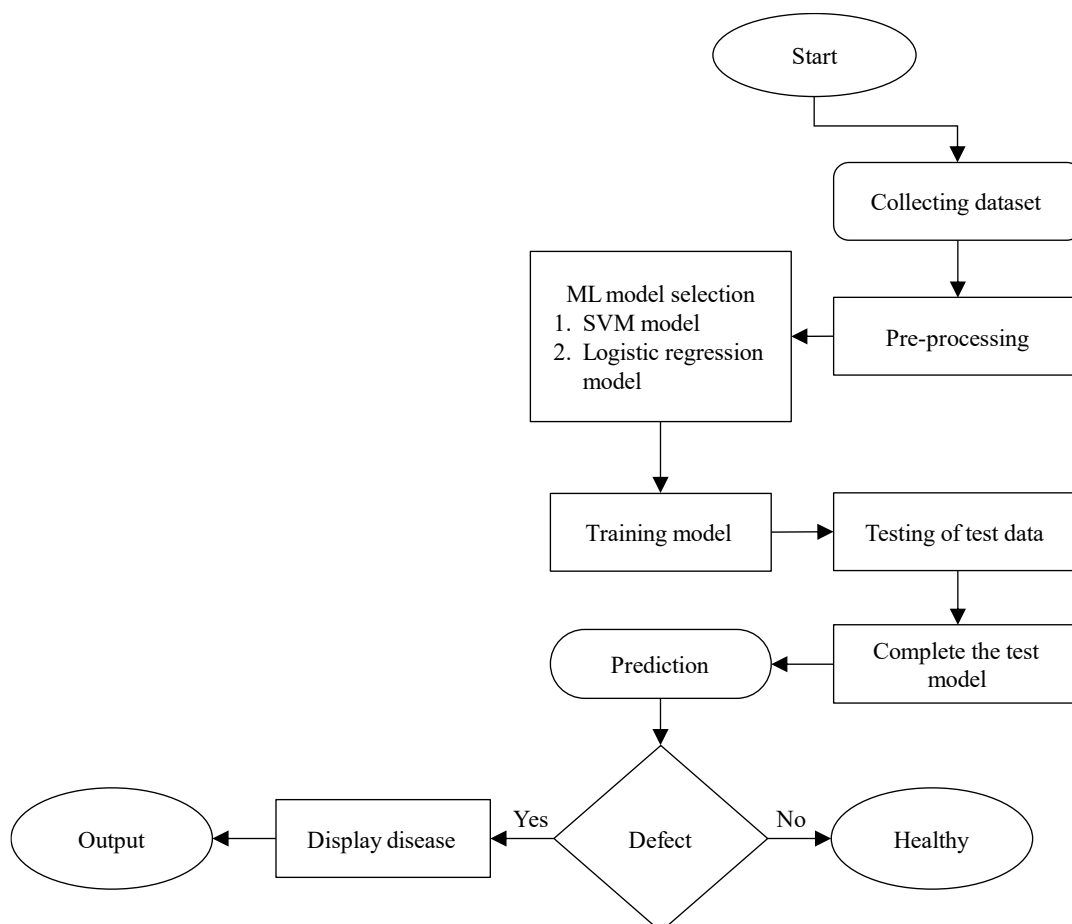 Start
Collecting dataset
ML model selection
1. SVM model
2. Logistic regression
model
Pre-processing
Training model
Testing of test data
Prediction
Complete the test
model
Output
Display disease
Yes
Defect
No
Healthy